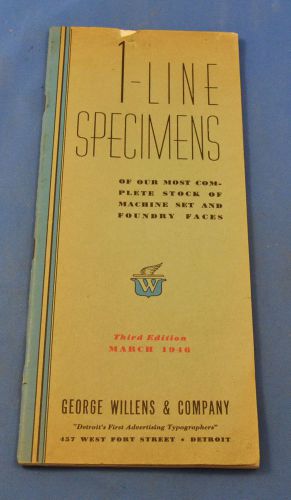 1-LINE
SPECIMENS
OF OUR MOST COM-
PLETE STOCK OF
MACHINE SET AND
FOUNDRY FACES
W
Third Edition
MARCH 1946
GEORGE WILLENS & COMPANY
"Detroit's First Advertising Typographers"
457 WEST FORT STREET • DETROIT